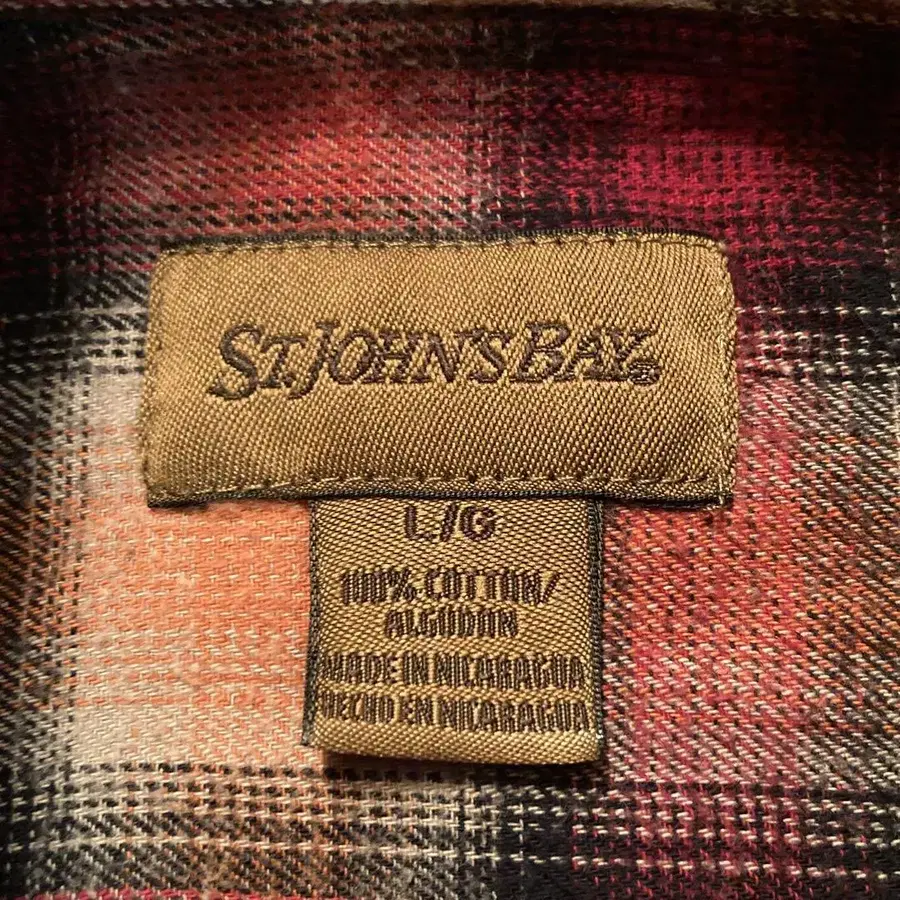 ST. JOHN'S BAY®
L/G
100% COTTON/
ALGODON
MADE IN NICARAGUA
HECHO EN NICARAGUA